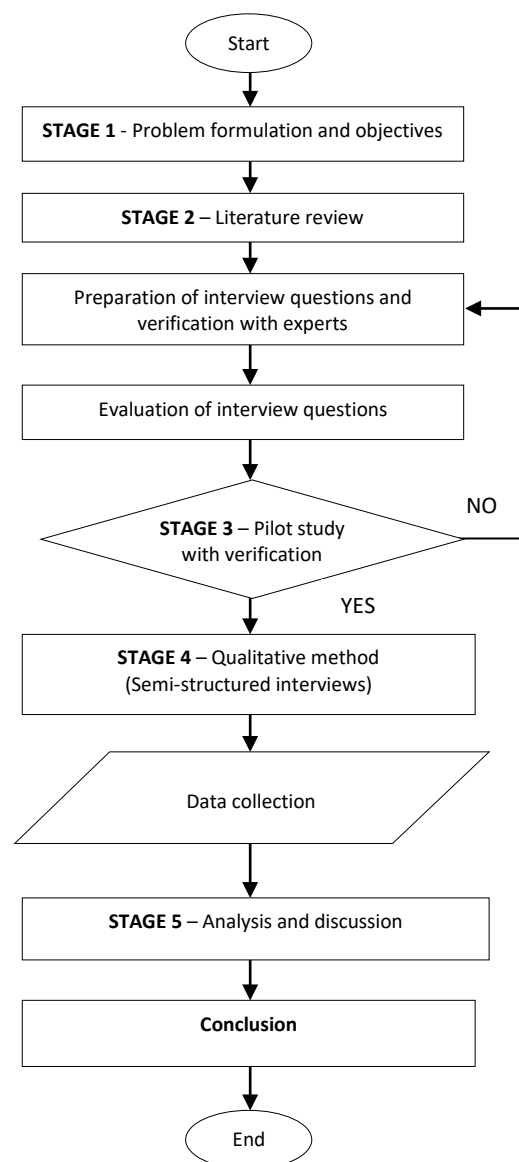 Start
STAGE 1 - Problem formulation and objectives
STAGE 2 – Literature review
Preparation of interview questions and
verification with experts
Evaluation of interview questions
STAGE 3 – Pilot study
with verification
NO
YES
STAGE 4 – Qualitative method
(Semi-structured interviews)
Data collection
STAGE 5 – Analysis and discussion
Conclusion
End